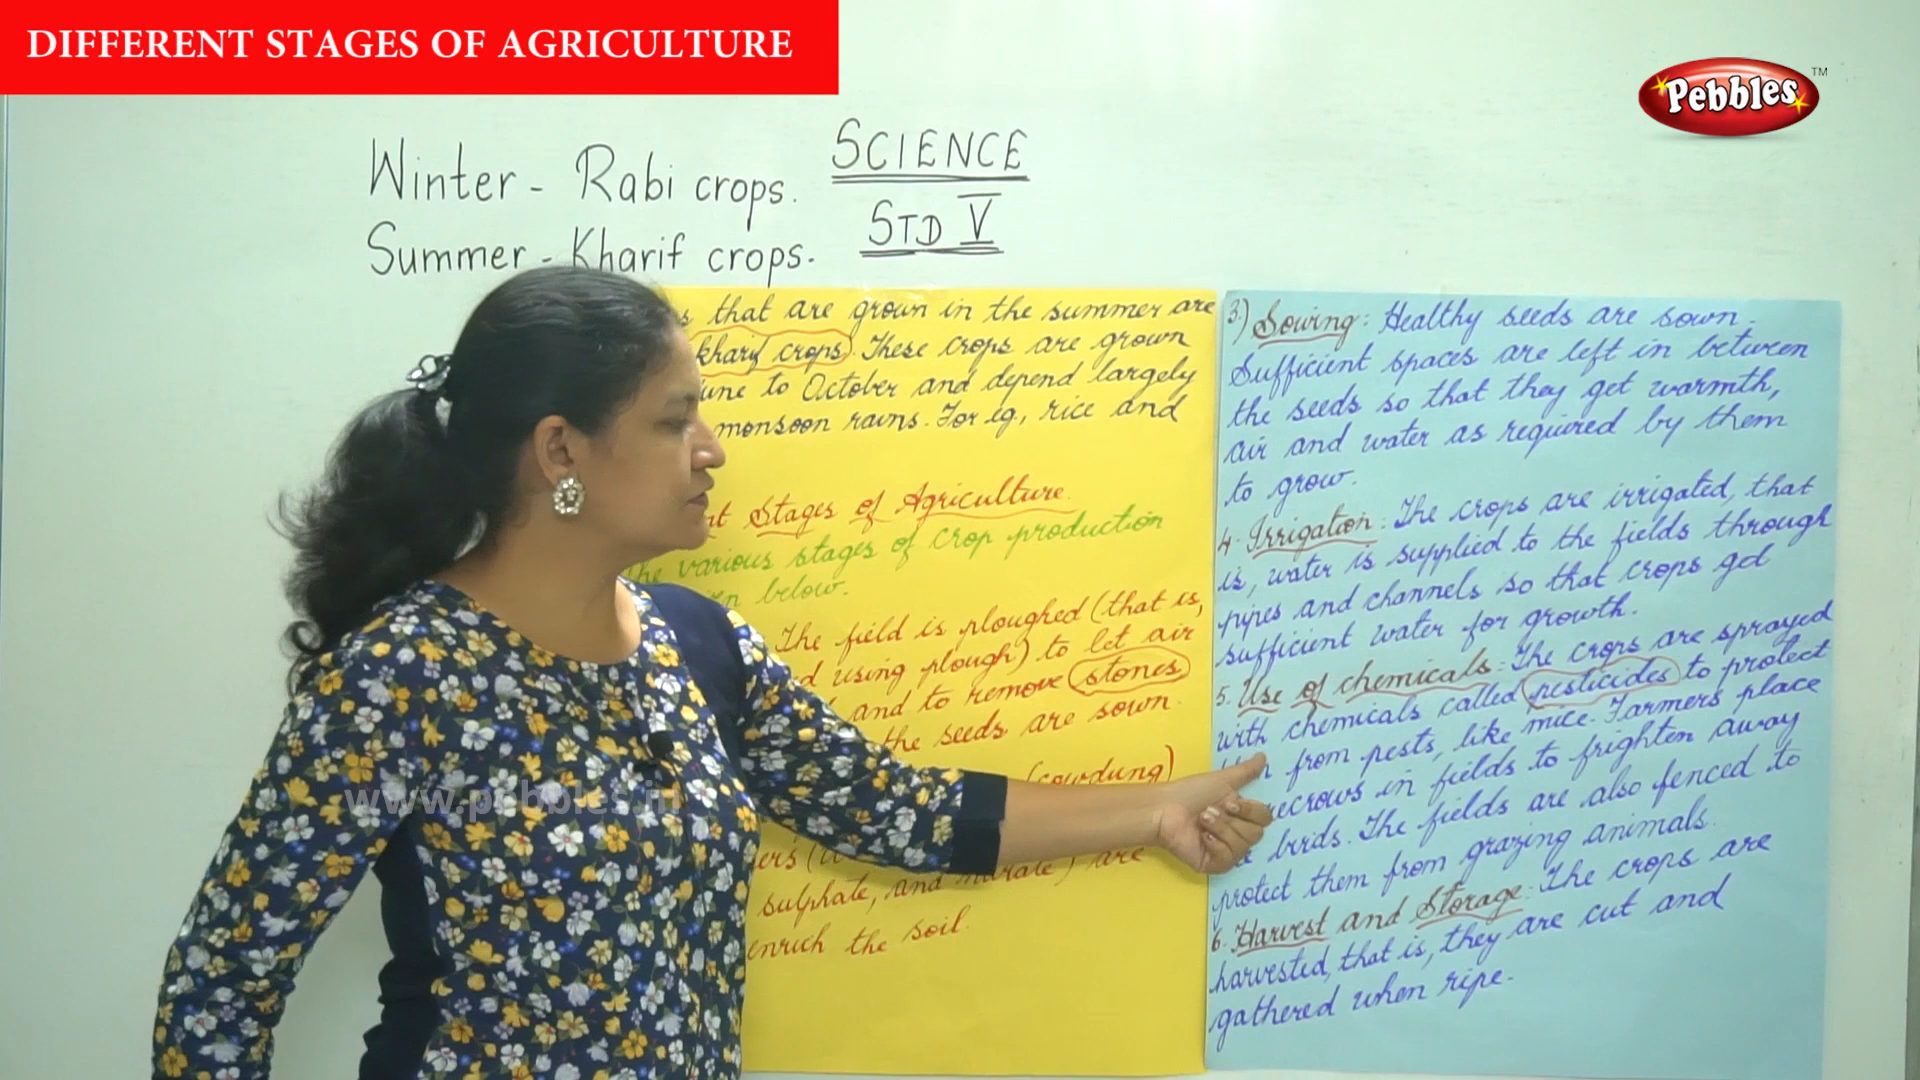 DIFFERENT STAGES OF AGRICULTURE
Pebbles
TM
Winter - Rabi crops.
Summer - Kharif crops.
SCIENCE
STD V
that are grown in the summer are
kharif crops. These crops are grown
June to October and depend largely
monsoon rains. For eg., rice and
Stages of Agriculture.
The various stages of crop production
below.
The field is ploughed (that is,
using plough) to let air
and to remove stones
the seeds are sown.
(cowdung)
sulphate, and nitrate) are
enrich the soil.
3.) Sowing: Healthy seeds are sown.
Sufficient spaces are left in between
the seeds so that they get warmth,
air and water as required by them
to grow.
4. Irrigation: The crops are irrigated, that
is, water is supplied to the fields through
pipes and channels so that crops get
sufficient water for growth.
5. Use of chemicals: The crops are sprayed
with chemicals called pesticides to protect
from pests, like mice. Farmers place
in fields to frighten away
birds. The fields are also fenced to
protect them from grazing animals.
6. Harvest and Storage: The crops are
harvested, that is, they are cut and
gathered when ripe.
www.pebbles.in